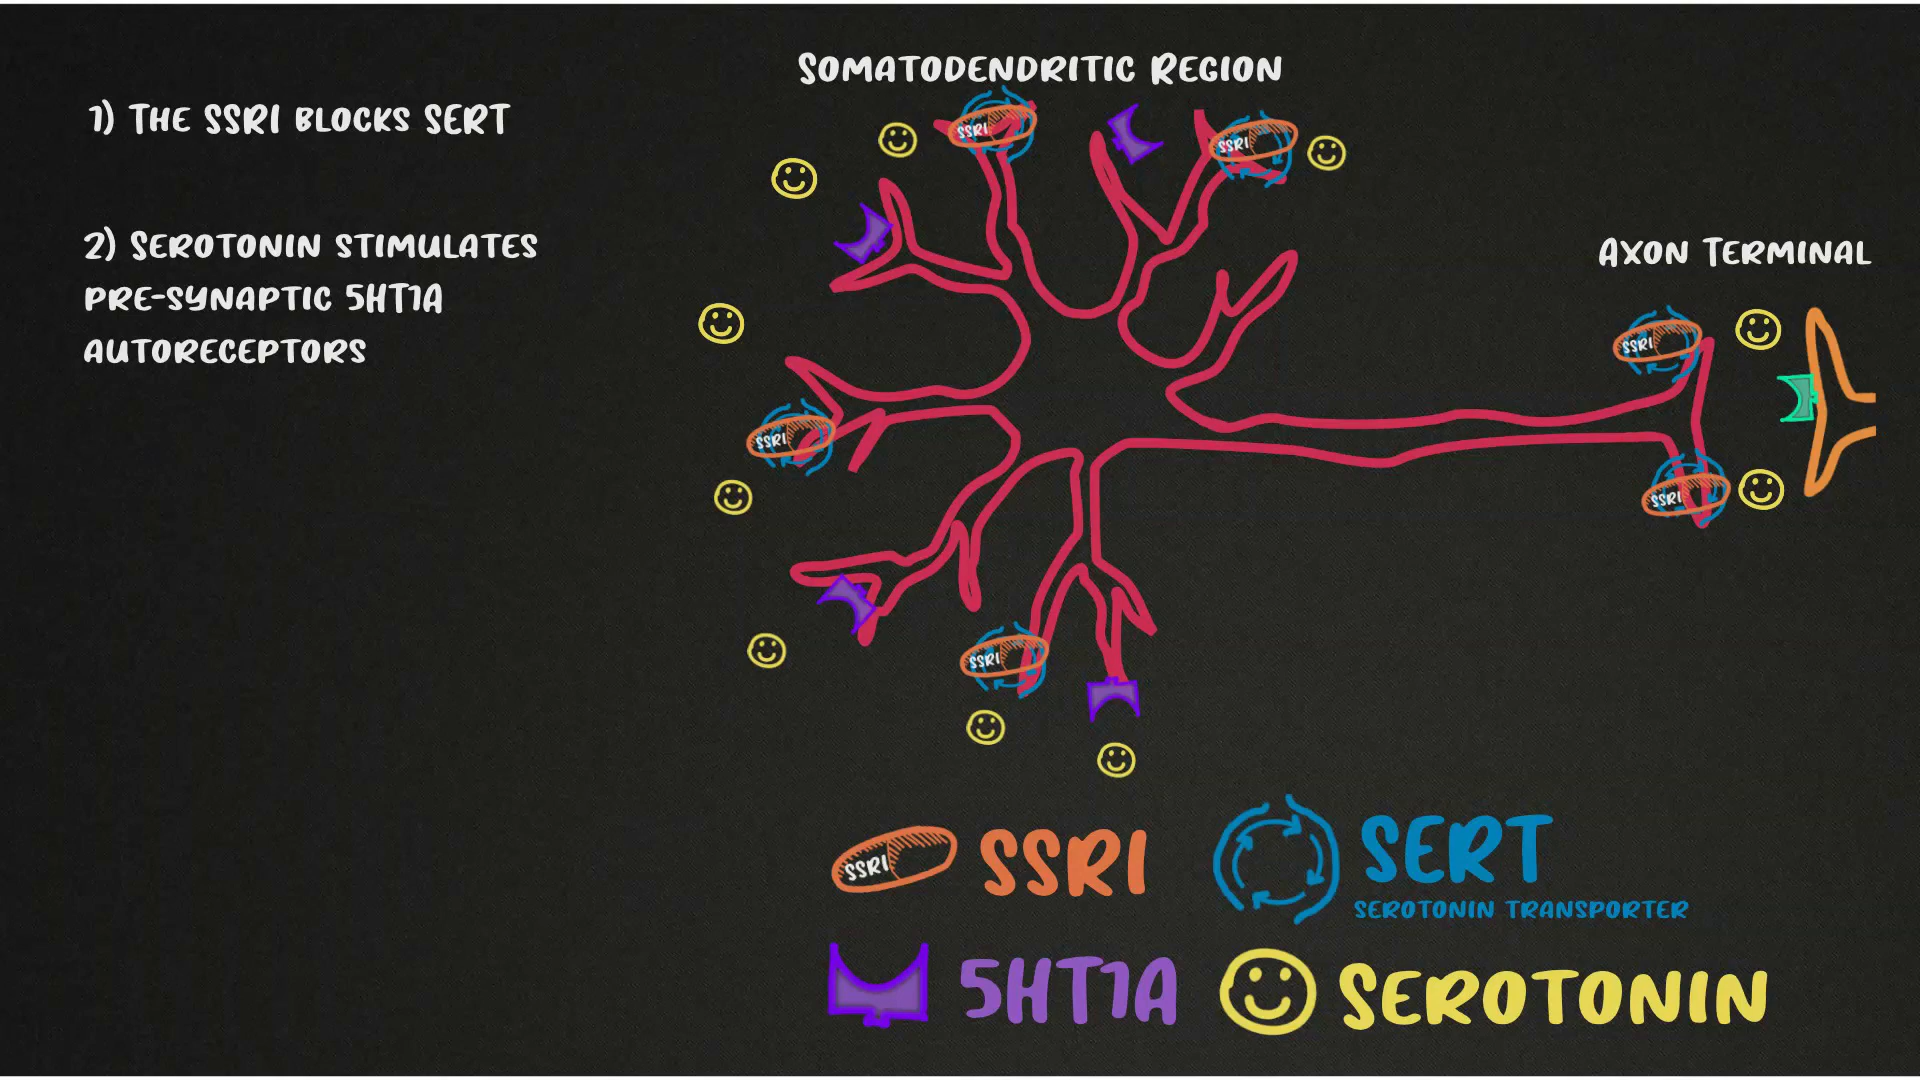 Somatodendritic Region
1) The SSRI blocks SERT
2) Serotonin stimulates
pre-synaptic 5HT1A
autoreceptors
Axon Terminal
SSRI
SSRI
SSRI
SSRI
SSRI
SSRI
SSRI
SSRI
SERT
serotonin transporter
5HT1A
Serotonin